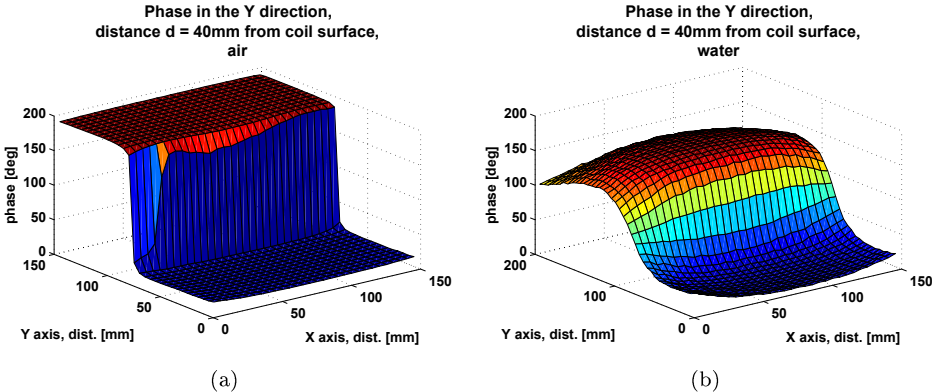 Phase in the Y direction,
distance d = 40mm from coil surface,
air
200
150
100
50
0
phase [deg]
150
100
50
0
Y axis, dist. [mm]
0
50
100
150
X axis, dist. [mm]
(a)
Phase in the Y direction,
distance d = 40mm from coil surface,
water
200
150
100
50
0
phase [deg]
200
100
0
Y axis, dist. [mm]
0
50
100
150
X axis, dist. [mm]
(b)